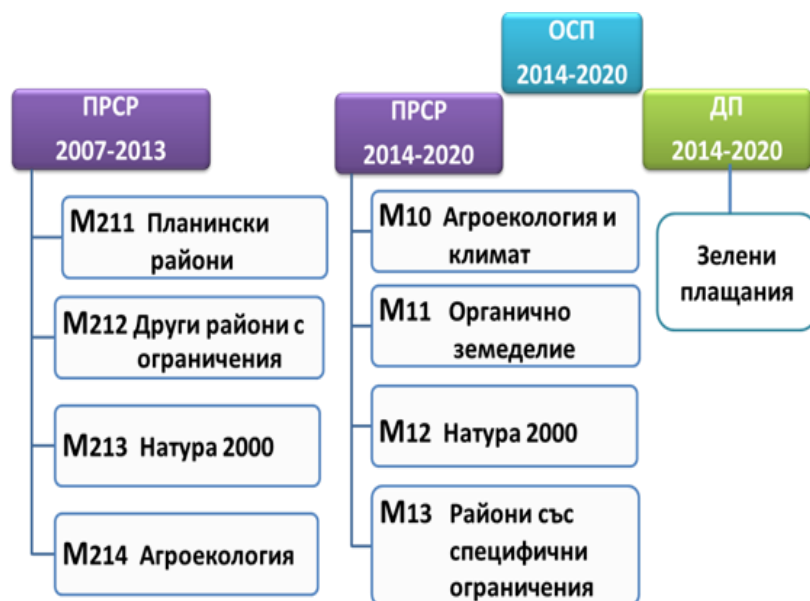 ОСП
2014-2020
ПРСР
2007-2013
М211 Планински
райони
М212 Други райони с
ограничения
М213 Натура 2000
М214 Агроекология
ПРСР
2014-2020
М10 Агроекология и
климат
М11 Органично
земеделие
М12 Натура 2000
М13 Райони със
специфични
ограничения
ДП
2014-2020
Зелени
плащания